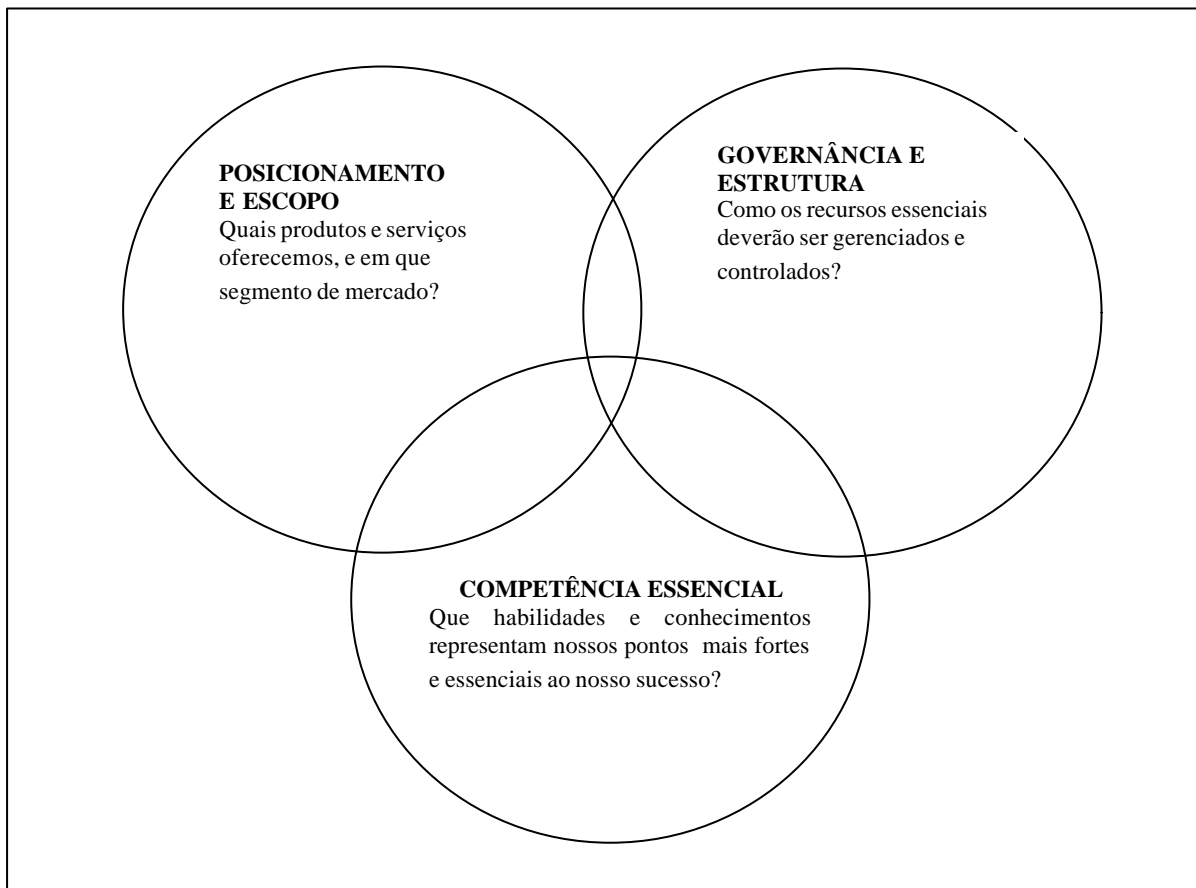 POSICIONAMENTO
E ESCOPO
Quais produtos e serviços
oferecemos, e em que
segmento de mercado?
GOVERNÂNCIA E
ESTRUTURA
Como os recursos essenciais
deverão ser gerenciados e
controlados?
COMPETÊNCIA ESSENCIAL
Que habilidades e conhecimentos
representam nossos pontos mais fortes
e essenciais ao nosso sucesso?